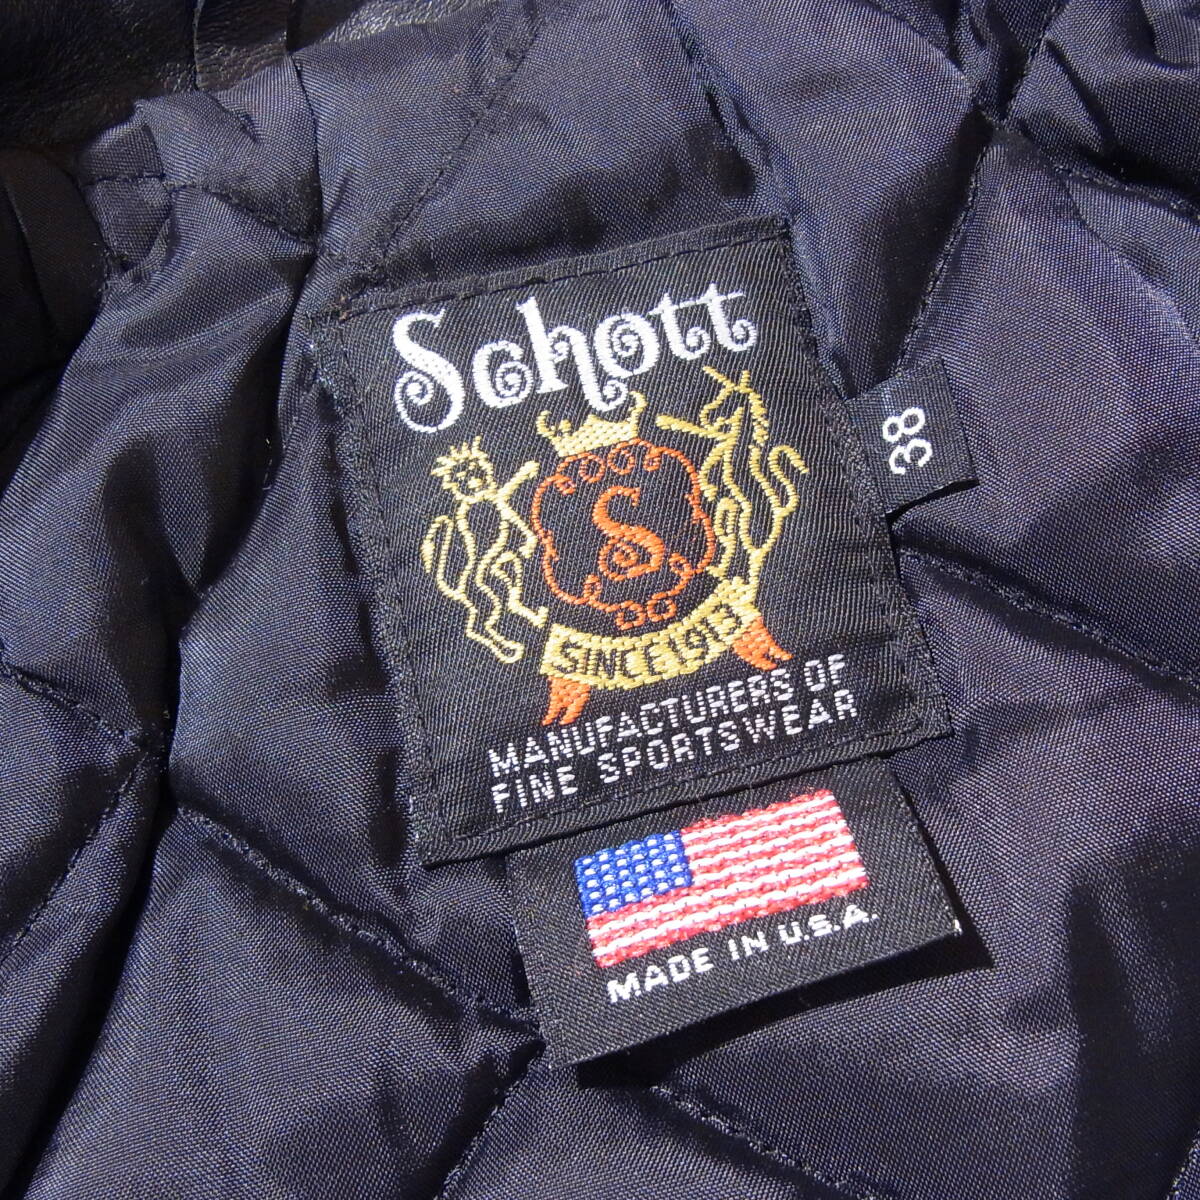 Schott
38
S
SINCE 1913
MANUFACTURERS OF
FINE SPORTSWEAR
MADE IN U.S.A.